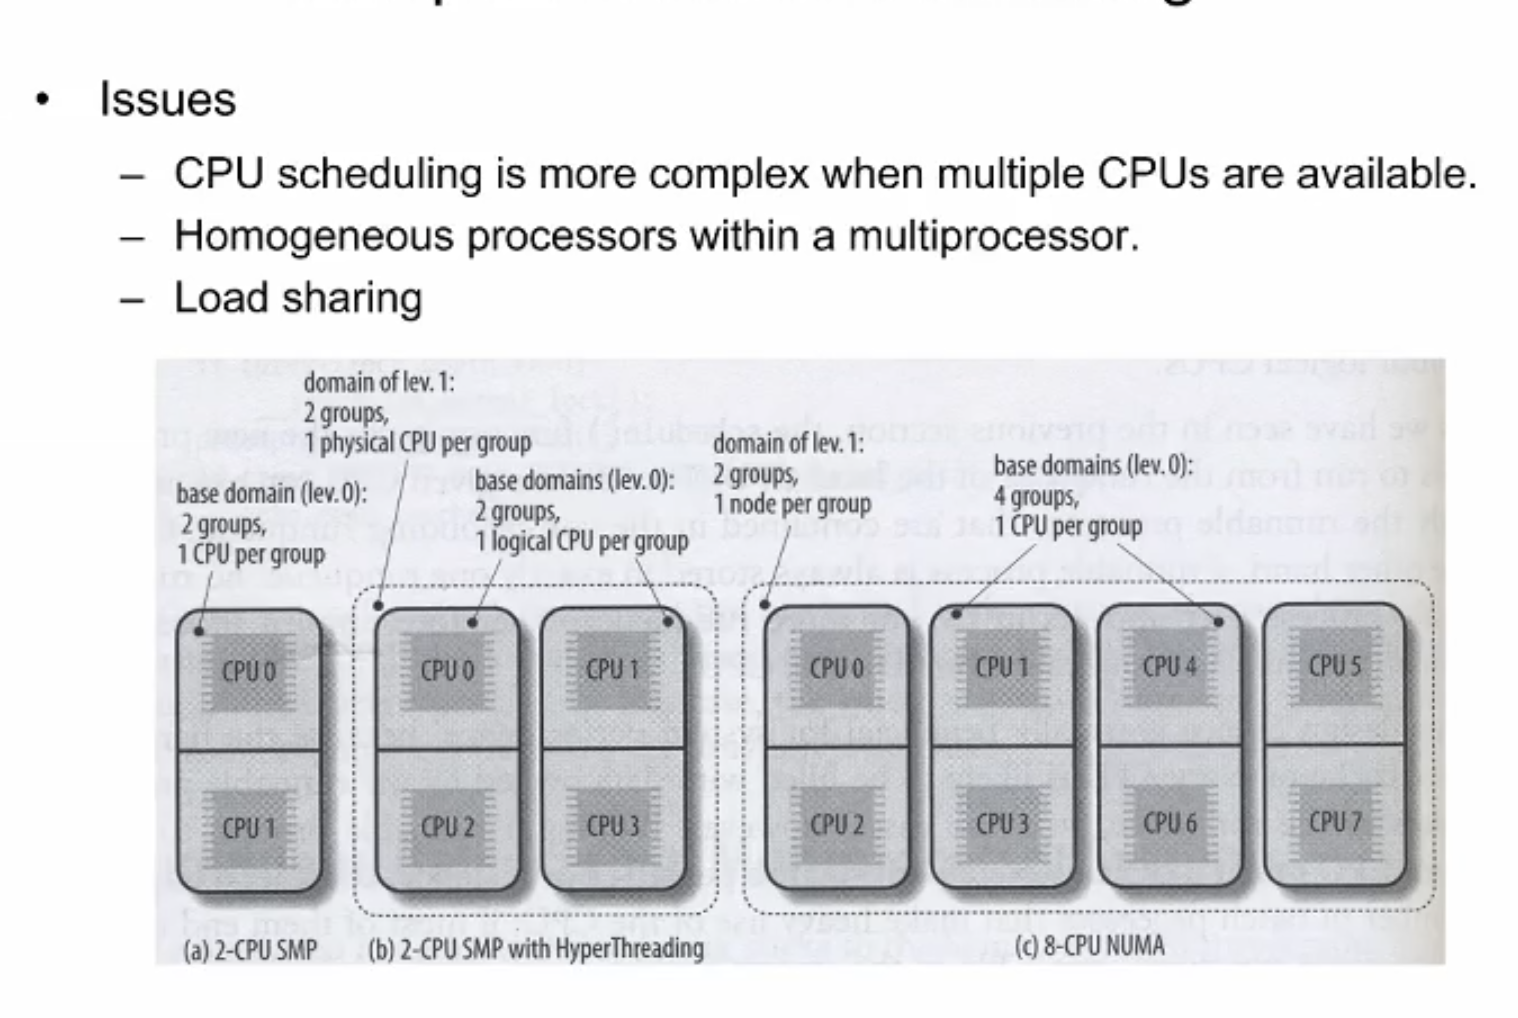 • Issues
– CPU scheduling is more complex when multiple CPUs are available.
– Homogeneous processors within a multiprocessor.
– Load sharing
domain of lev. 1:
2 groups,
1 physical CPU per group
base domain (lev. 0):
2 groups,
1 CPU per group
base domains (lev. 0):
2 groups,
1 logical CPU per group
domain of lev. 1:
2 groups,
1 node per group
base domains (lev. 0):
4 groups,
1 CPU per group
CPU 0
CPU 1
CPU 0
CPU 1
CPU 2
CPU 3
CPU 0
CPU 1
CPU 4
CPU 5
CPU 2
CPU 3
CPU 6
CPU 7
(a) 2-CPU SMP
(b) 2-CPU SMP with HyperThreading
(c) 8-CPU NUMA